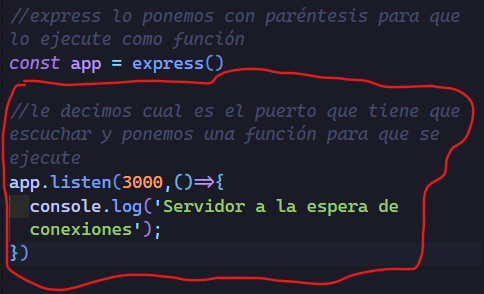 //express lo ponemos con paréntesis para que
lo ejecute como función
const app = express()
//le decimos cual es el puerto que tiene que
escuchar y ponemos una función para que se
ejecute
app.listen(3000,()=>{
console.log('Servidor a la espera de
conexiones');
})